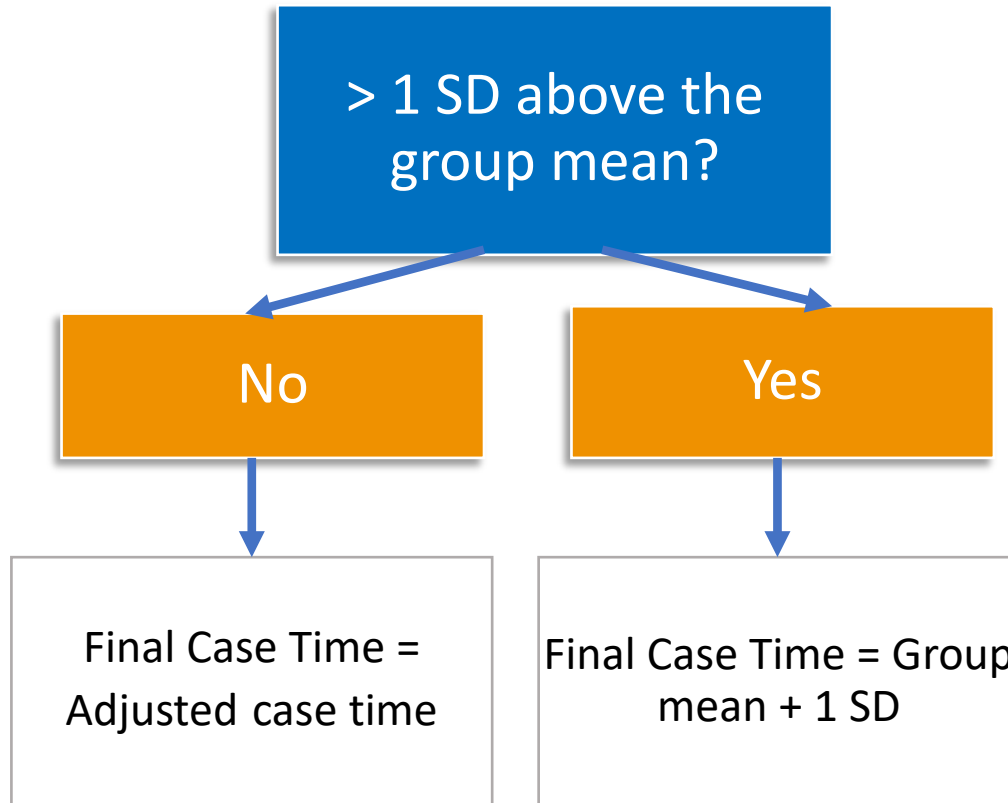 > 1 SD above the
group mean?
No
Yes
Final Case Time =
Adjusted case time
Final Case Time = Group
mean + 1 SD